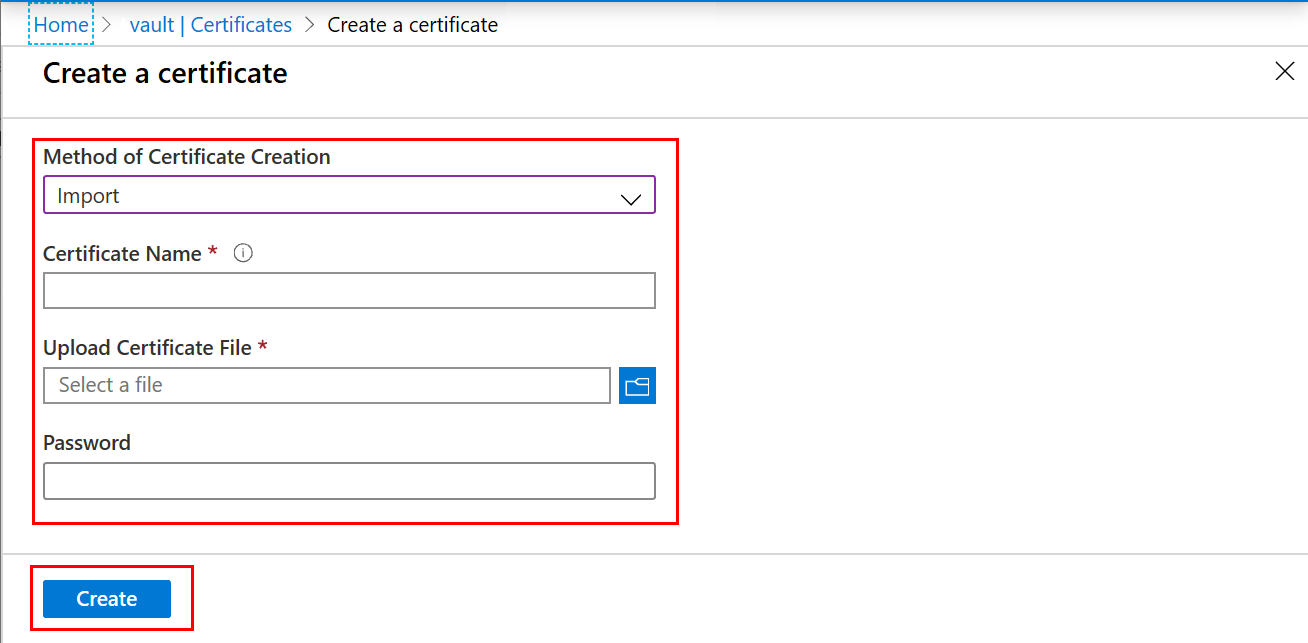 Home > vault | Certificates > Create a certificate
Create a certificate
Method of Certificate Creation
Import
Certificate Name *
Upload Certificate File *
Select a file
Password
Create